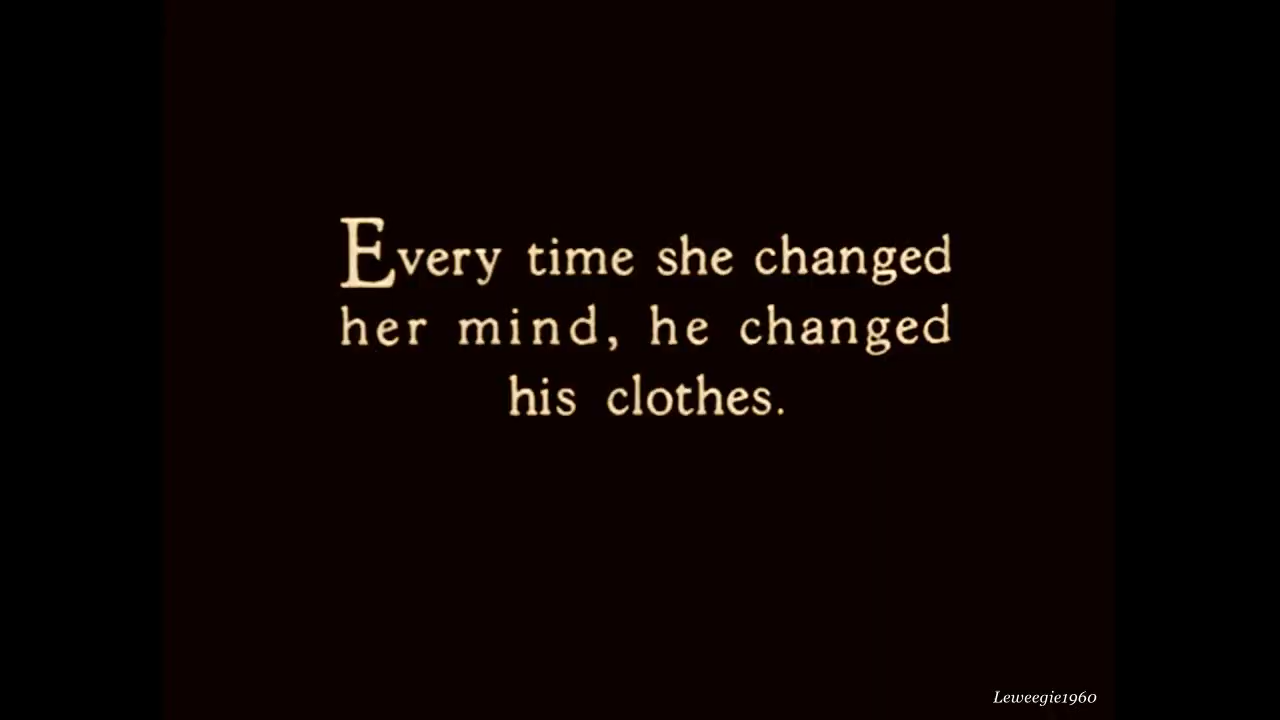 Every time she changed
her mind, he changed
his clothes.
Leweegie1960